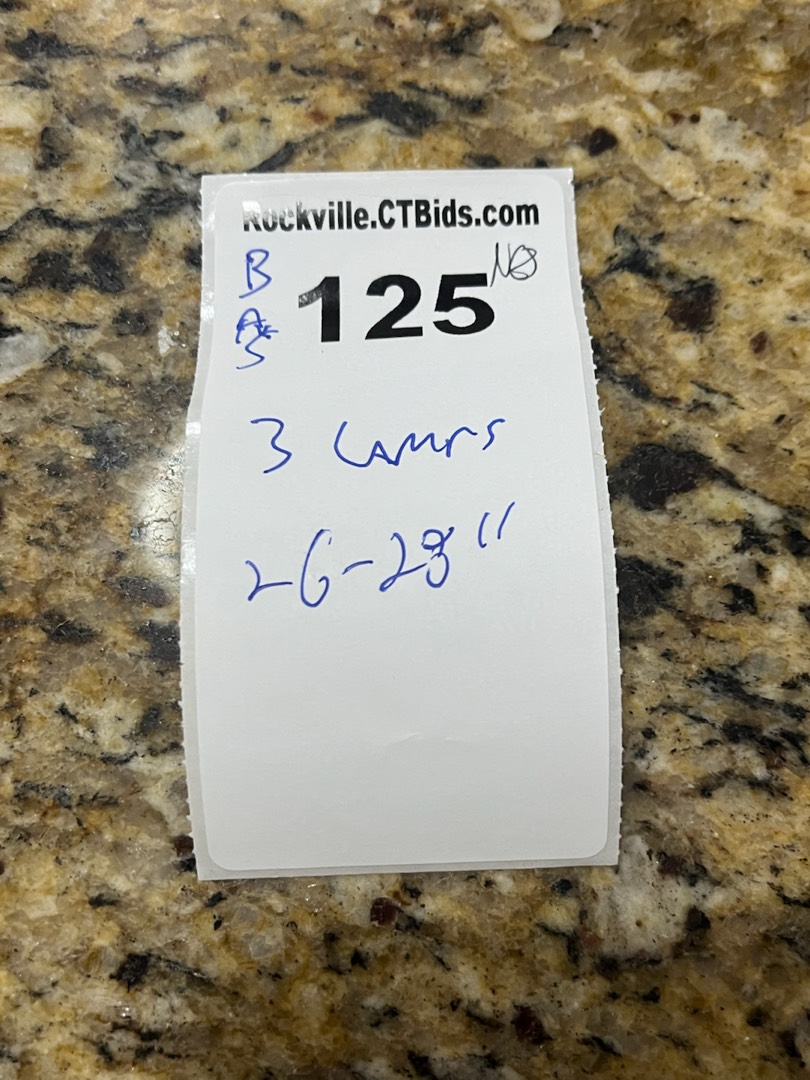 Rockville.CTBids.com
B
A
S
125
3 LAMPS
26-28"